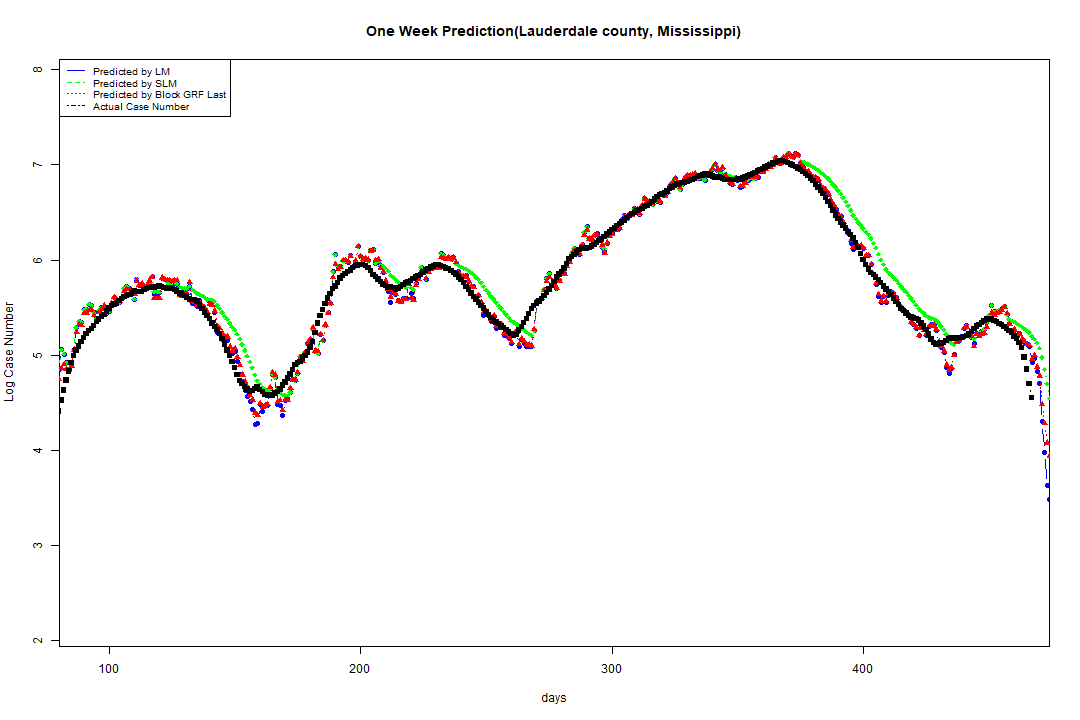 One Week Prediction(Lauderdale county, Mississippi)
Predicted by LM
Predicted by SLM
Predicted by Block GRF Last
Actual Case Number
8
7
6
5
4
3
2
Log Case Number
100 200 300 400
days